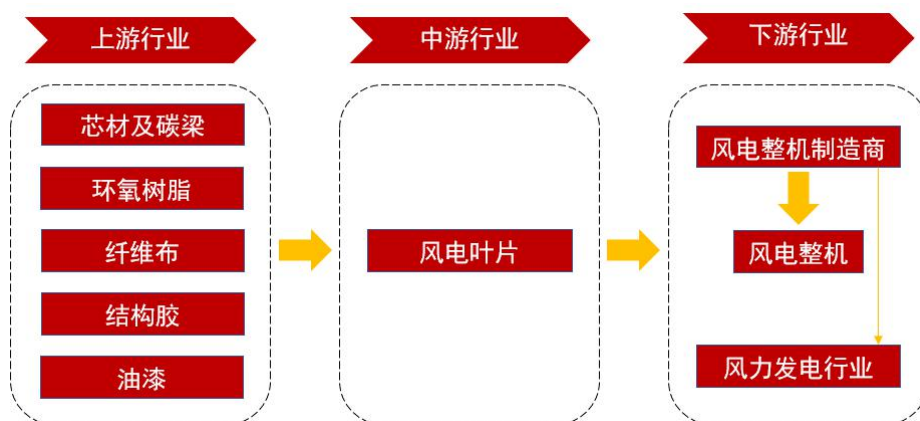 上游行业
中游行业
下游行业
芯材及碳梁
环氧树脂
纤维布
结构胶
油漆
风电叶片
风电整机制造商
风电整机
风力发电行业